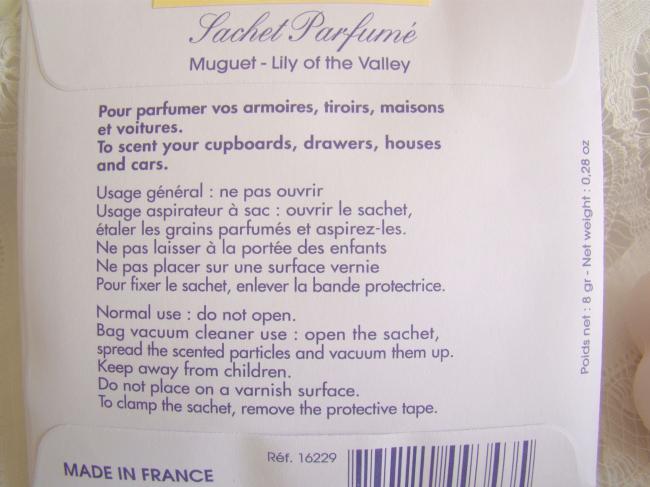 Sachet Parfumé
Muguet - Lily of the Valley
Pour parfumer vos armoires, tiroirs, maisons
et voitures.
To scent your cupboards, drawers, houses
and cars.
Usage général : ne pas ouvrir
Usage aspirateur à sac : ouvrir le sachet,
étaler les grains parfumés et aspirez-les.
Ne pas laisser à la portée des enfants
Ne pas placer sur une surface vernie
Pour fixer le sachet, enlever la bande protectrice.
Normal use : do not open.
Bag vacuum cleaner use : open the sachet,
spread the scented particles and vacuum them up.
Keep away from children.
Do not place on a varnish surface.
To clamp the sachet, remove the protective tape.
Poids net : 8 gr - Net weight : 0,28 oz
Réf. 16229
MADE IN FRANCE